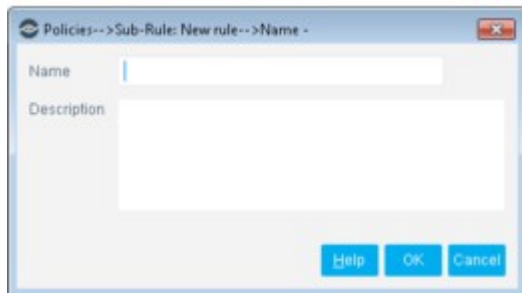 Policies-->Sub-Rule: New rule-->Name -
Name
Description
Help OK Cancel